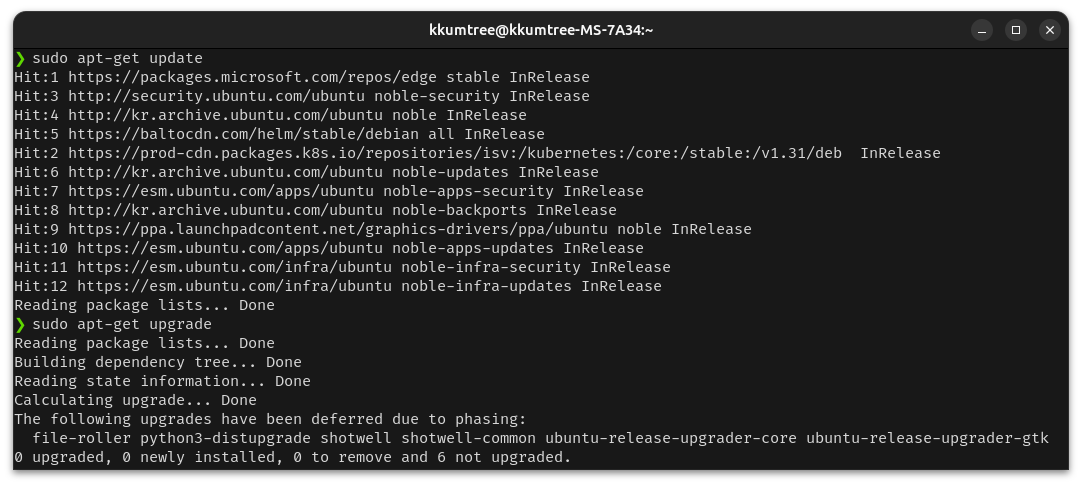 kkumtree@kkumtree-MS-7A34:~
❯ sudo apt-get update
Hit:1 https://packages.microsoft.com/repos/edge stable InRelease
Hit:3 http://security.ubuntu.com/ubuntu noble-security InRelease
Hit:4 http://kr.archive.ubuntu.com/ubuntu noble InRelease
Hit:5 https://baltocdn.com/helm/stable/debian all InRelease
Hit:2 https://prod-cdn.packages.k8s.io/repositories/isv:/kubernetes:/core:/stable:/v1.31/deb  InRelease
Hit:6 http://kr.archive.ubuntu.com/ubuntu noble-updates InRelease
Hit:7 https://esm.ubuntu.com/apps/ubuntu noble-apps-security InRelease
Hit:8 http://kr.archive.ubuntu.com/ubuntu noble-backports InRelease
Hit:9 https://ppa.launchpadcontent.net/graphics-drivers/ppa/ubuntu noble InRelease
Hit:10 https://esm.ubuntu.com/apps/ubuntu noble-apps-updates InRelease
Hit:11 https://esm.ubuntu.com/infra/ubuntu noble-infra-security InRelease
Hit:12 https://esm.ubuntu.com/infra/ubuntu noble-infra-updates InRelease
Reading package lists... Done
❯ sudo apt-get upgrade
Reading package lists... Done
Building dependency tree... Done
Reading state information... Done
Calculating upgrade... Done
The following upgrades have been deferred due to phasing:
  file-roller python3-distupgrade shotwell shotwell-common ubuntu-release-upgrader-core ubuntu-release-upgrader-gtk
0 upgraded, 0 newly installed, 0 to remove and 6 not upgraded.